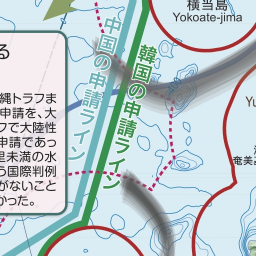 横当島
Yokoate-jima
中国の申請ライン
韓国の申請ライン
る
縄トラフま
申請を、大
フで大陸性
申請であっ
里未満の水
う国際判例
がないこと
かった。
Yu
奄美